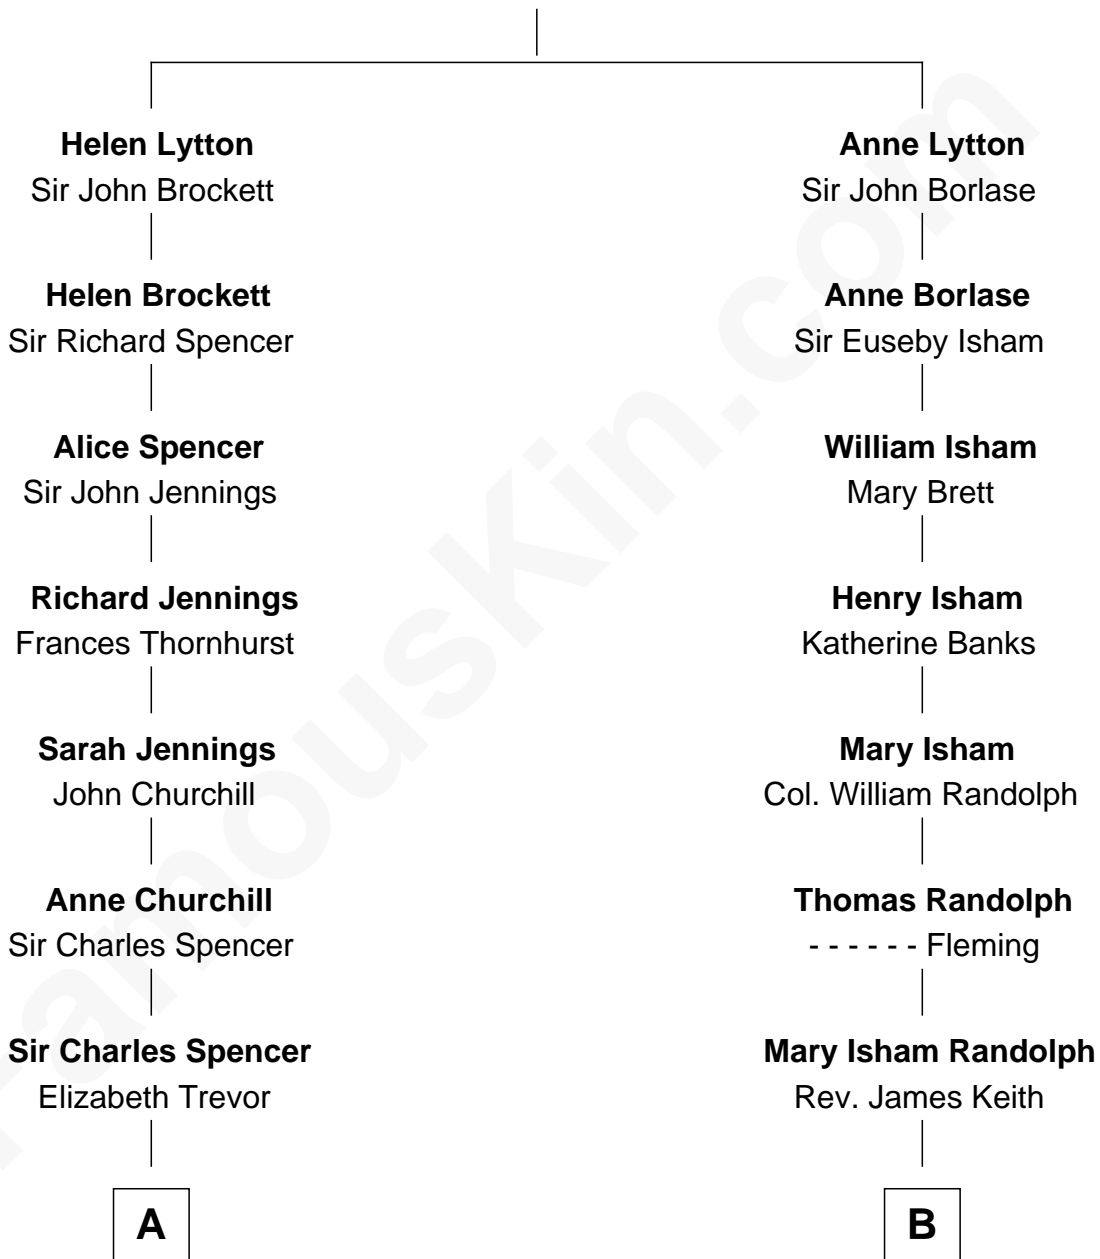 Helen Lytton
Sir John Brockett
Anne Lytton
Sir John Borlase
Helen Brockett
Sir Richard Spencer
Anne Borlase
Sir Euseby Isham
Alice Spencer
Sir John Jennings
William Isham
Mary Brett
Richard Jennings
Frances Thornhurst
Henry Isham
Katherine Banks
Sarah Jennings
John Churchill
Mary Isham
Col. William Randolph
Anne Churchill
Sir Charles Spencer
Thomas Randolph
- - - - - - Fleming
Sir Charles Spencer
Elizabeth Trevor
Mary Isham Randolph
Rev. James Keith
A
B
FamousKin.com